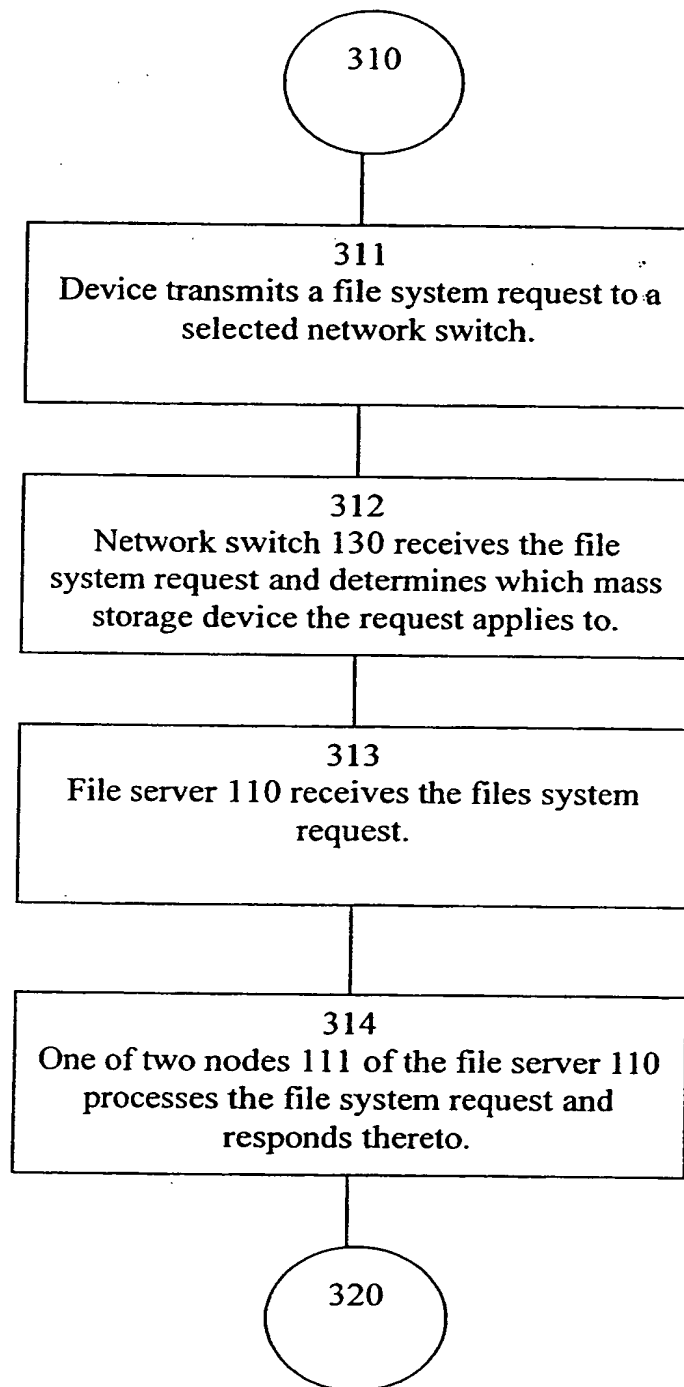 310
311
Device transmits a file system request to a
selected network switch.
312
Network switch 130 receives the file
system request and determines which mass
storage device the request applies to.
313
File server 110 receives the files system
request.
314
One of two nodes 111 of the file server 110
processes the file system request and
responds thereto.
320